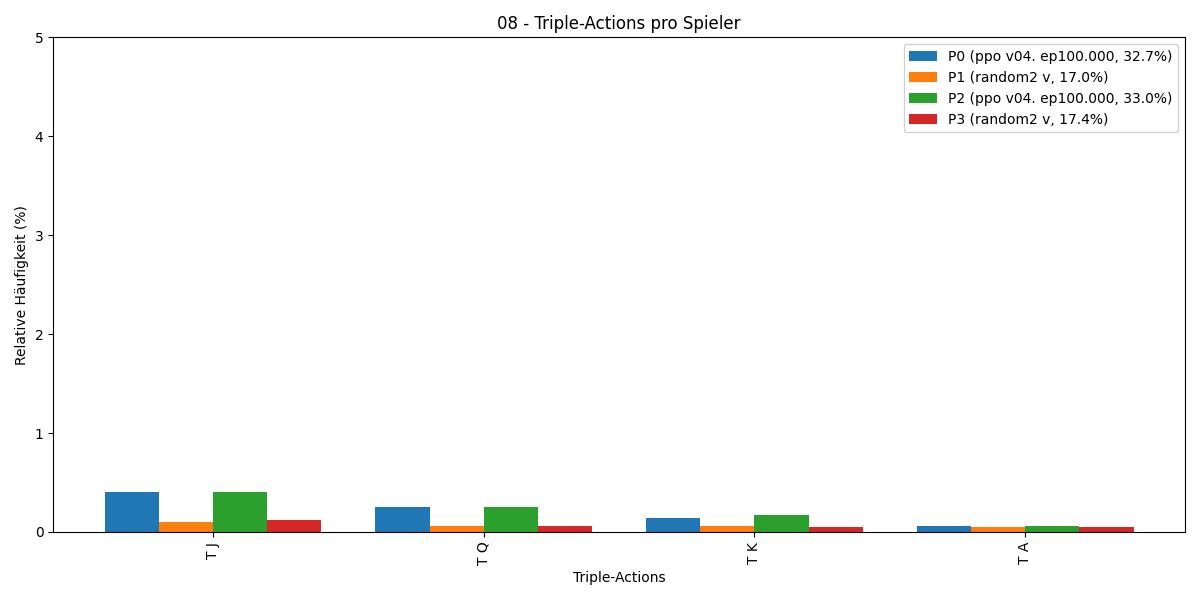 08 - Triple-Actions pro Spieler
P0 (ppo v04. ep100.000, 32.7%)
P1 (random2 v, 17.0%)
P2 (ppo v04. ep100.000, 33.0%)
P3 (random2 v, 17.4%)
Relative Häufigkeit (%)
5
4
3
2
1
0
T J
T Q
T K
T A
Triple-Actions